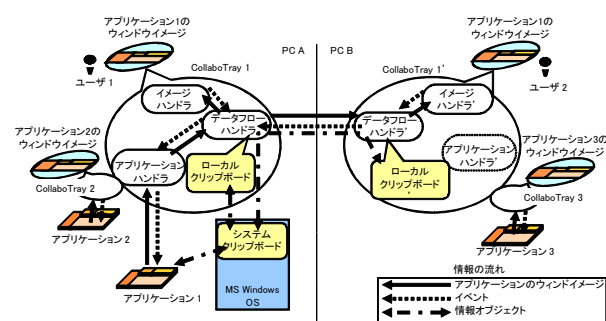 アプリケーション1の
ウィンドウイメージ
ユーザ 1
CollaboTray 1
PC A
イメージ
ハンドラ
データフロー
ハンドラ
アプリケーション2の
ウィンドウイメージ
アプリケーション
ハンドラ
ローカル
クリップボード
CollaboTray 2
アプリケーション 2
アプリケーション 1
システム
クリップボード
MS Windows
OS
PC B
CollaboTray 1'
アプリケーション1の
ウィンドウイメージ
ユーザ 2
イメージ
ハンドラ'
データフロー
ハンドラ'
アプリケーション
ハンドラ'
ローカル
クリップボード
'
アプリケーション3の
ウィンドウイメージ
CollaboTray 3
アプリケーション 3
情報の流れ
アプリケーションのウィンドイメージ
イベント
情報オブジェクト